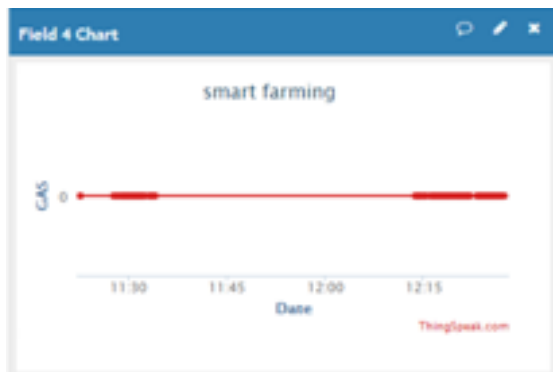 Field 4 Chart
smart farming
GAS
0
11:30 11:45 12:00 12:15
Date
ThingSpeak.com